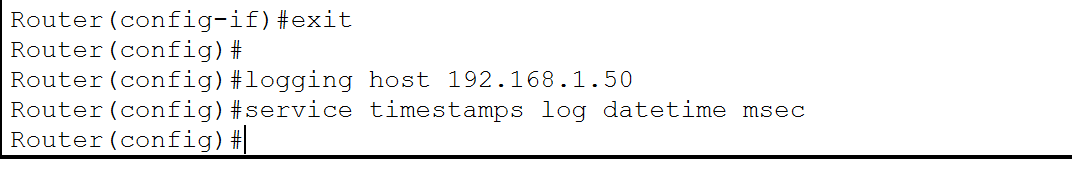 Router(config-if)#exit
Router(config)#
Router(config)#logging host 192.168.1.50
Router(config)#service timestamps log datetime msec
Router(config)#